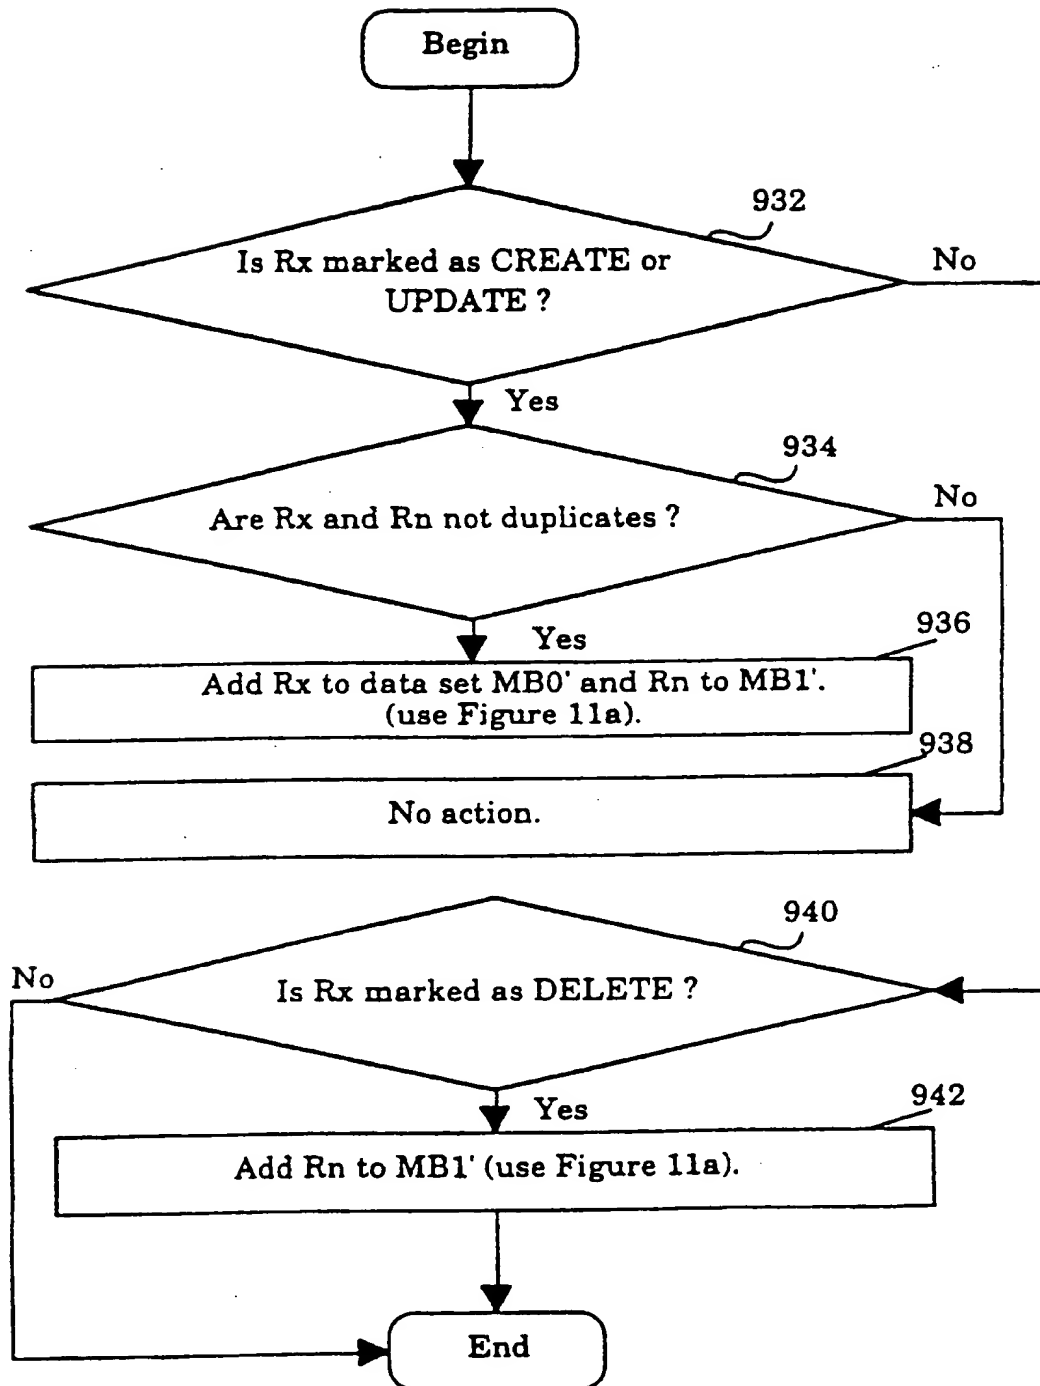 Begin
932
Is Rx marked as CREATE or
UPDATE ?
No
Yes
934
Are Rx and Rn not duplicates ?
No
Yes
936
Add Rx to data set MB0' and Rn to MB1'.
(use Figure 11a).
938
No action.
940
No
Is Rx marked as DELETE ?
Yes
942
Add Rn to MB1' (use Figure 11a).
End